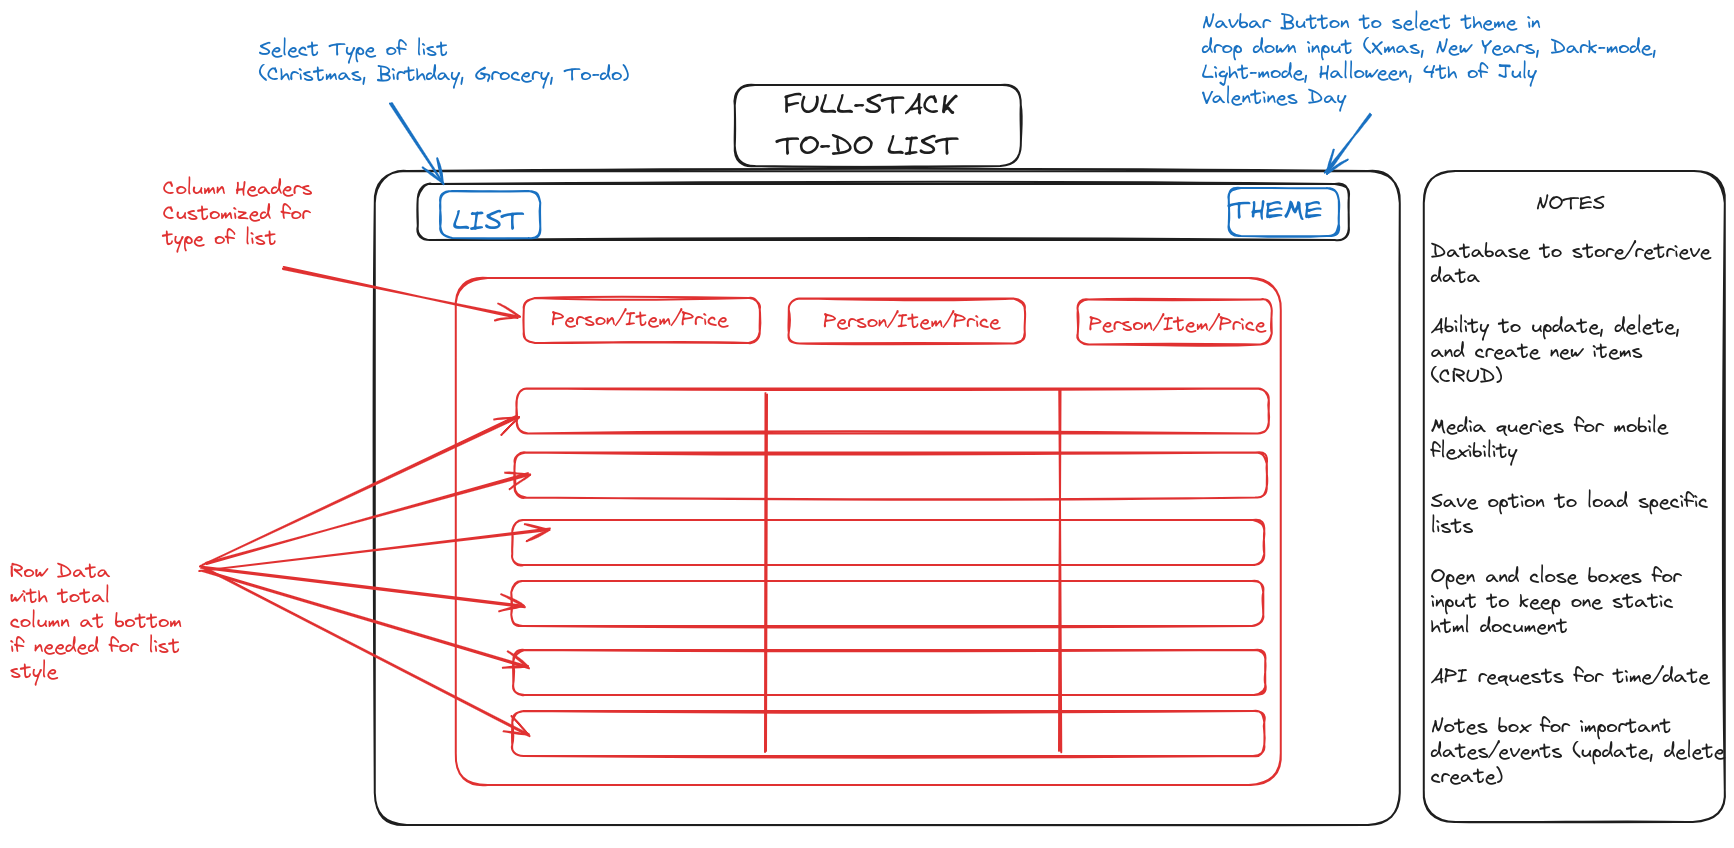 Select Type of list
(Christmas, Birthday, Grocery, To-do)
Navbar Button to select theme in
drop down input (Xmas, New Years, Dark-mode,
Light-mode, Halloween, 4th of July
Valentines Day
FULL-STACK
TO-DO LIST
Column Headers
Customized for
type of list
LIST
THEME
Person/Item/Price
Person/Item/Price
Person/Item/Price
Row Data
with total
column at bottom
if needed for list
style
NOTES
Database to store/retrieve
data
Ability to update, delete,
and create new items
(CRUD)
Media queries for mobile
flexibility
Save option to load specific
lists
Open and close boxes for
input to keep one static
html document
API requests for time/date
Notes box for important
dates/events (update, delete
create)